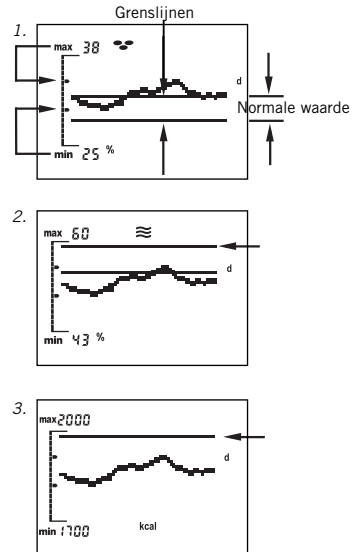 Grenslijnen
1.
max 38
d
Normale waarde
min 25 %
2.
max 60
d
min 43 %
3.
max 2000
d
min 1700
kcal